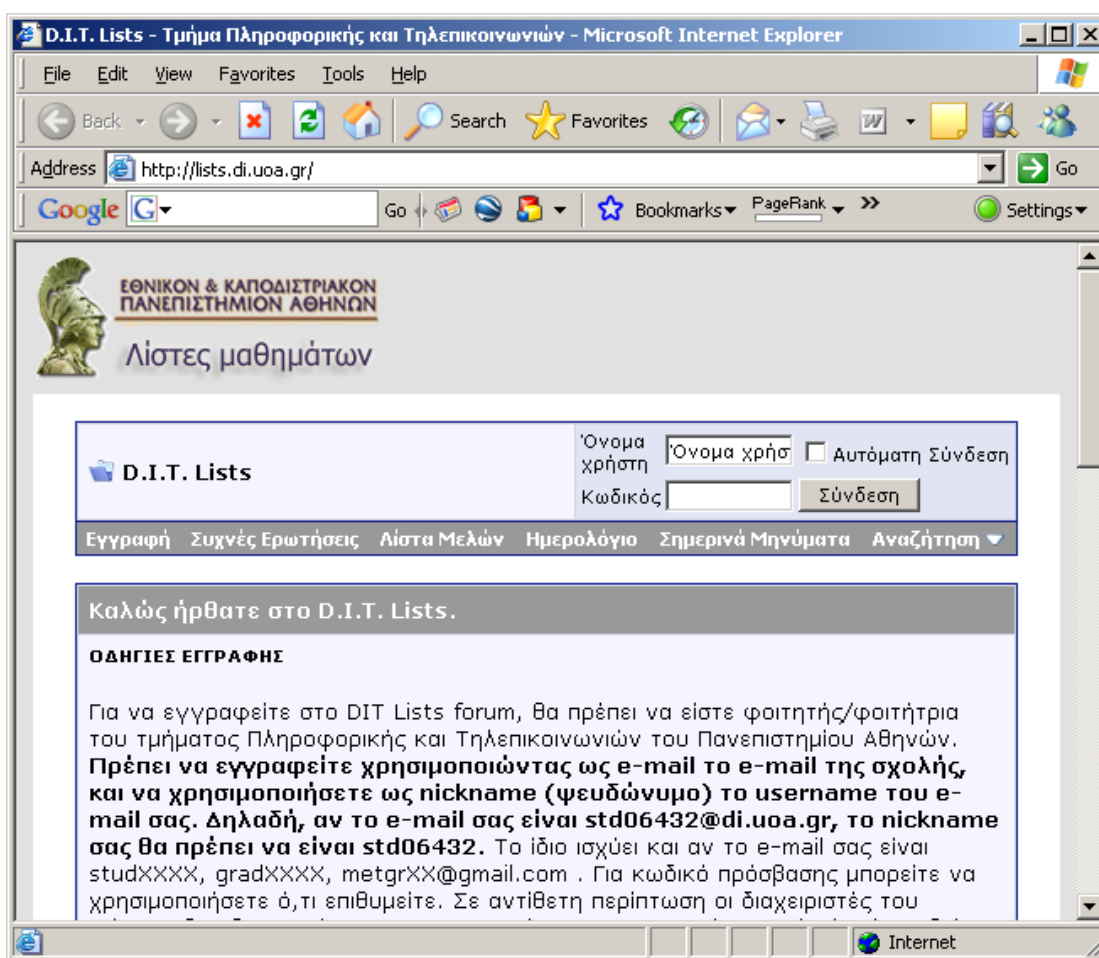 D.I.T. Lists - Τμήμα Πληροφορικής και Τηλεπικοινωνιών - Microsoft Internet Explorer
File Edit View Favorites Tools Help
Back Search Favorites
Address http://lists.di.uoa.gr/ Go
Google G Go Bookmarks PageRank Settings
ΕΘΝΙΚΟΝ & ΚΑΠΟΔΙΣΤΡΙΑΚΟΝ
ΠΑΝΕΠΙΣΤΗΜΙΟΝ ΑΘΗΝΩΝ
Λίστες μαθημάτων
D.I.T. Lists
Όνομα χρήστη Όνομα χρήσ Αυτόματη Σύνδεση
Κωδικός Σύνδεση
Εγγραφή Συχνές Ερωτήσεις Λίστα Μελών Ημερολόγιο Σημερινά Μηνύματα Αναζήτηση
Καλώς ήρθατε στο D.I.T. Lists.
ΟΔΗΓΙΕΣ ΕΓΓΡΑΦΗΣ
Για να εγγραφείτε στο DIT Lists forum, θα πρέπει να είστε φοιτητής/φοιτήτρια
του τμήματος Πληροφορικής και Τηλεπικοινωνιών του Πανεπιστημίου Αθηνών.
Πρέπει να εγγραφείτε χρησιμοποιώντας ως e-mail το e-mail της σχολής,
και να χρησιμοποιήσετε ως nickname (ψευδώνυμο) το username του e-
mail σας. Δηλαδή, αν το e-mail σας είναι std06432@di.uoa.gr, το nickname
σας θα πρέπει να είναι std06432. Το ίδιο ισχύει και αν το e-mail σας είναι
studXXXX, gradXXXX, metgrXX@gmail.com . Για κωδικό πρόσβασης μπορείτε να
χρησιμοποιήσετε ό,τι επιθυμείτε. Σε αντίθετη περίπτωση οι διαχειριστές του
Internet